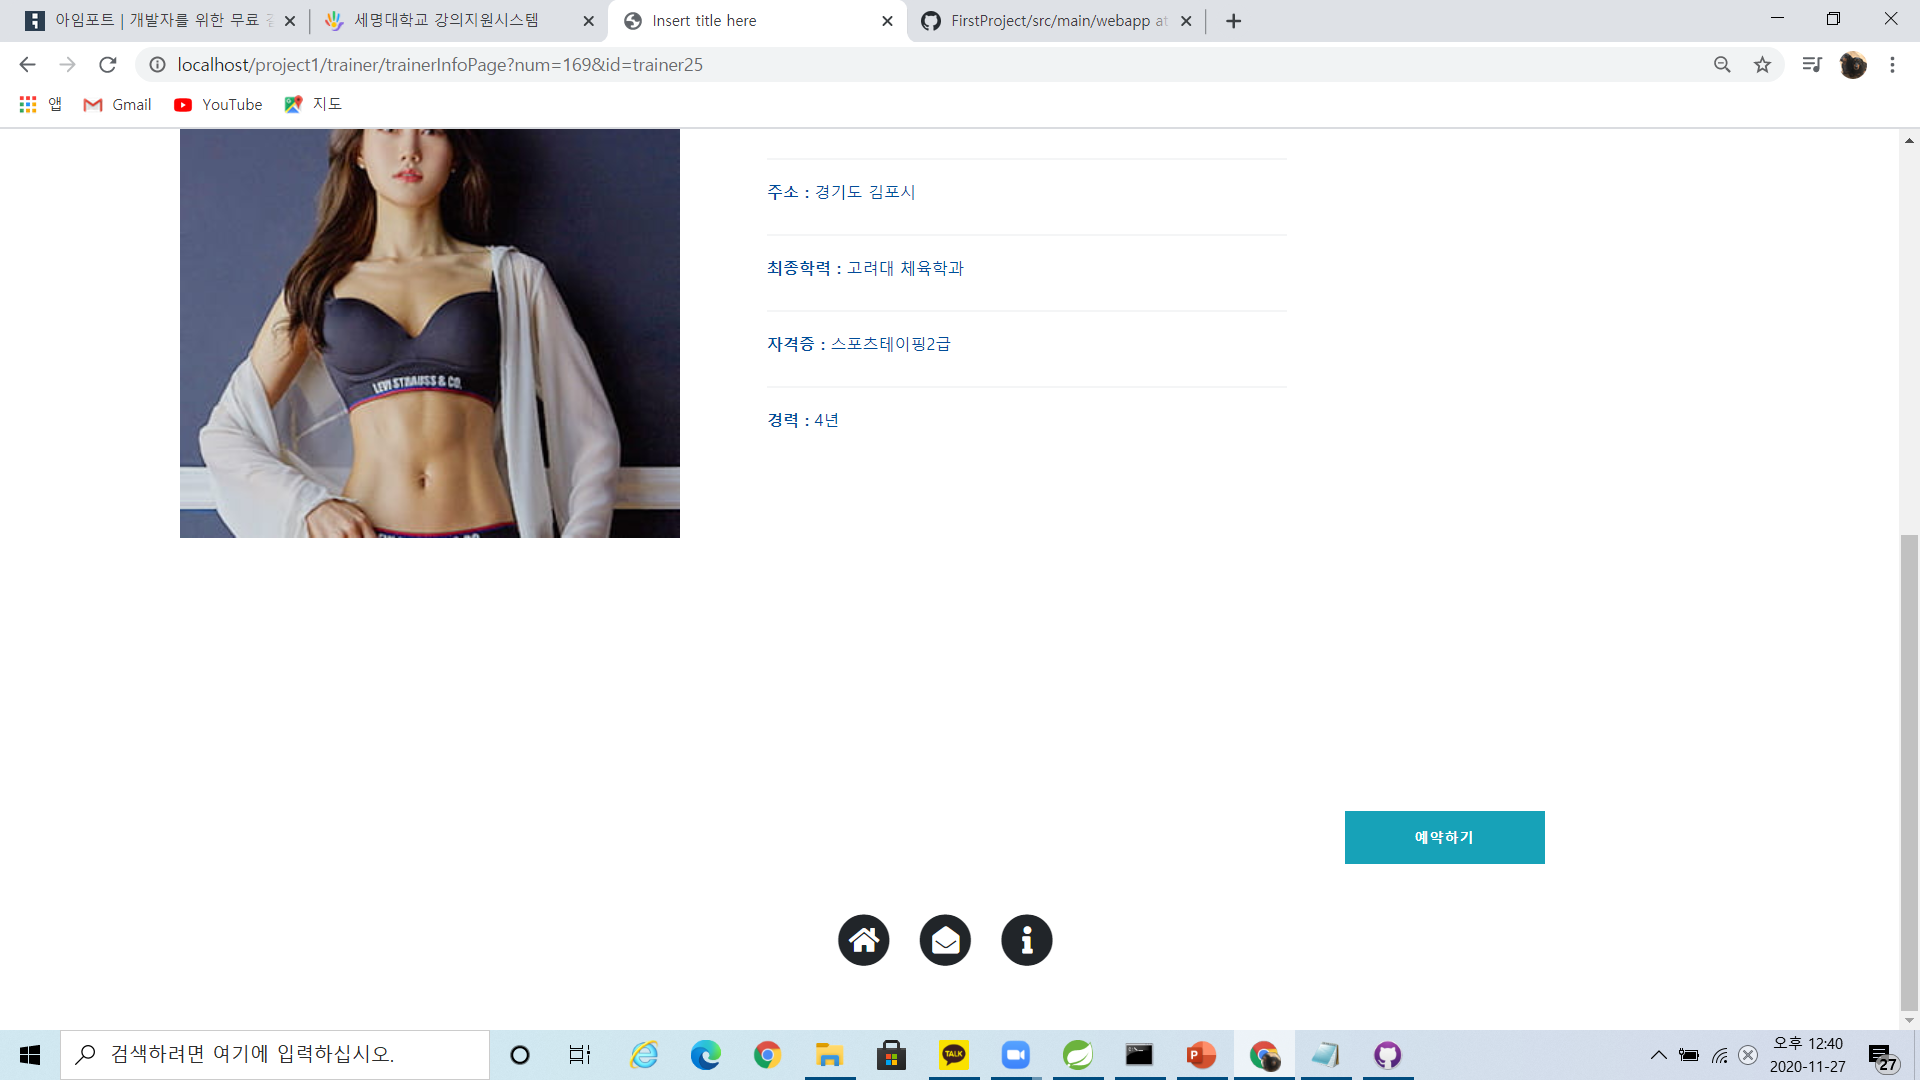 아임포트 | 개발자를 위한 무료
세명대학교 강의지원시스템
Insert title here
FirstProject/src/main/webapp at
localhost/project1/trainer/trainerInfoPage?num=169&id=trainer25
앱
Gmail
YouTube
지도
주소 : 경기도 김포시
최종학력 : 고려대 체육학과
자격증 : 스포츠테이핑2급
경력 : 4년
LEVI STRAUSS & CO.
예약하기
검색하려면 여기에 입력하십시오.
TALK
오후 12:40
2020-11-27
27